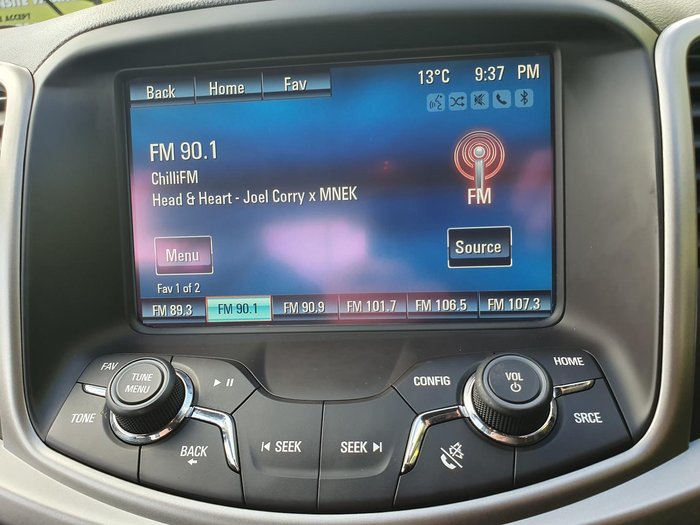 ACCEPT
Back Home Fav 13°C 9:37 PM
FM 90.1
ChilliFM
Head & Heart - Joel Corry x MNEK
FM
Menu Source
Fav 1 of 2
FM 89.3 FM 90.1 FM 90.9 FM 101.7 FM 106.5 FM 107.3
FAV TUNE MENU CONFIG VOL HOME
TONE BACK SEEK SEEK SRCE